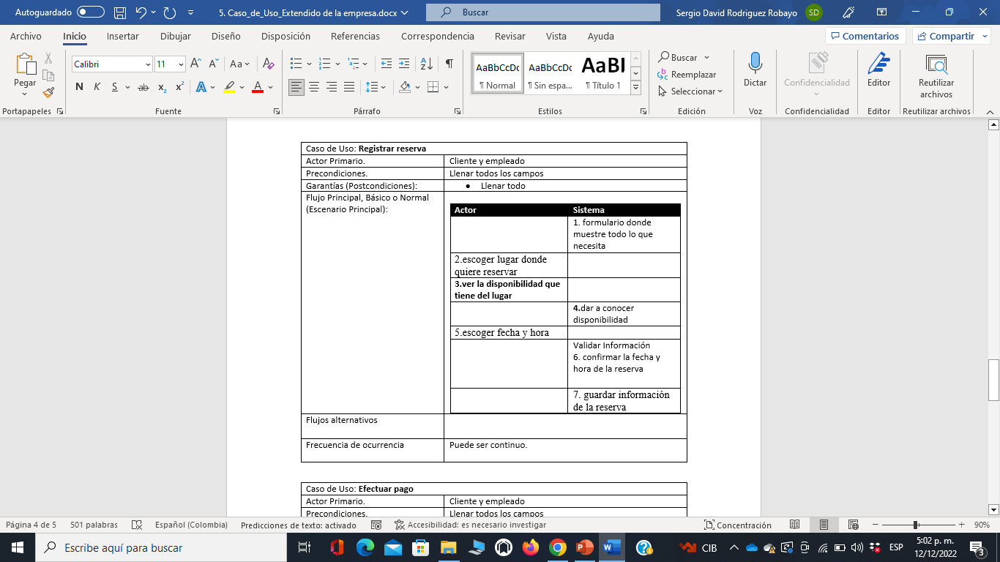 Autoguardado
5. Caso_de_Uso_Extendido de la empresa.docx
Buscar
Sergio David Rodriguez Robayo
SD
Archivo
Inicio
Insertar
Dibujar
Diseño
Disposición
Referencias
Correspondencia
Revisar
Vista
Ayuda
Comentarios
Compartir
Pegar
Calibri
11
Aa
N
K
S
ab
AaBbCcDc
¶ Normal
AaBbCcDc
¶ Sin espa...
AaBl
¶ Título 1
Buscar
Reemplazar
Seleccionar
Dictar
Confidencialidad
Editor
Reutilizar
archivos
Portapapeles
Fuente
Párrafo
Estilos
Edición
Voz
Confidencialidad
Editor
Reutilizar archivos
Caso de Uso: Registrar reserva
Actor Primario.
Cliente y empleado
Precondiciones.
Llenar todos los campos
Garantías (Postcondiciones):
● Llenar todo
Flujo Principal, Básico o Normal
(Escenario Principal):
Actor
Sistema
1. formulario donde
muestre todo lo que
necesita
2.escoger lugar donde
quiere reservar
3.ver la disponibilidad que
tiene del lugar
4.dar a conocer
disponibilidad
5.escoger fecha y hora
Validar Información
6. confirmar la fecha y
hora de la reserva
7. guardar información
de la reserva
Flujos alternativos
Frecuencia de ocurrencia
Puede ser continuo.
Caso de Uso: Efectuar pago
Actor Primario.
Cliente y empleado
Precondiciones.
Llenar todos los campos
Página 4 de 5
501 palabras
Español (Colombia)
Predicciones de texto: activado
Accesibilidad: es necesario investigar
Concentración
90%
Escribe aquí para buscar
CIB
ESP
5:02 p. m.
12/12/2022
3